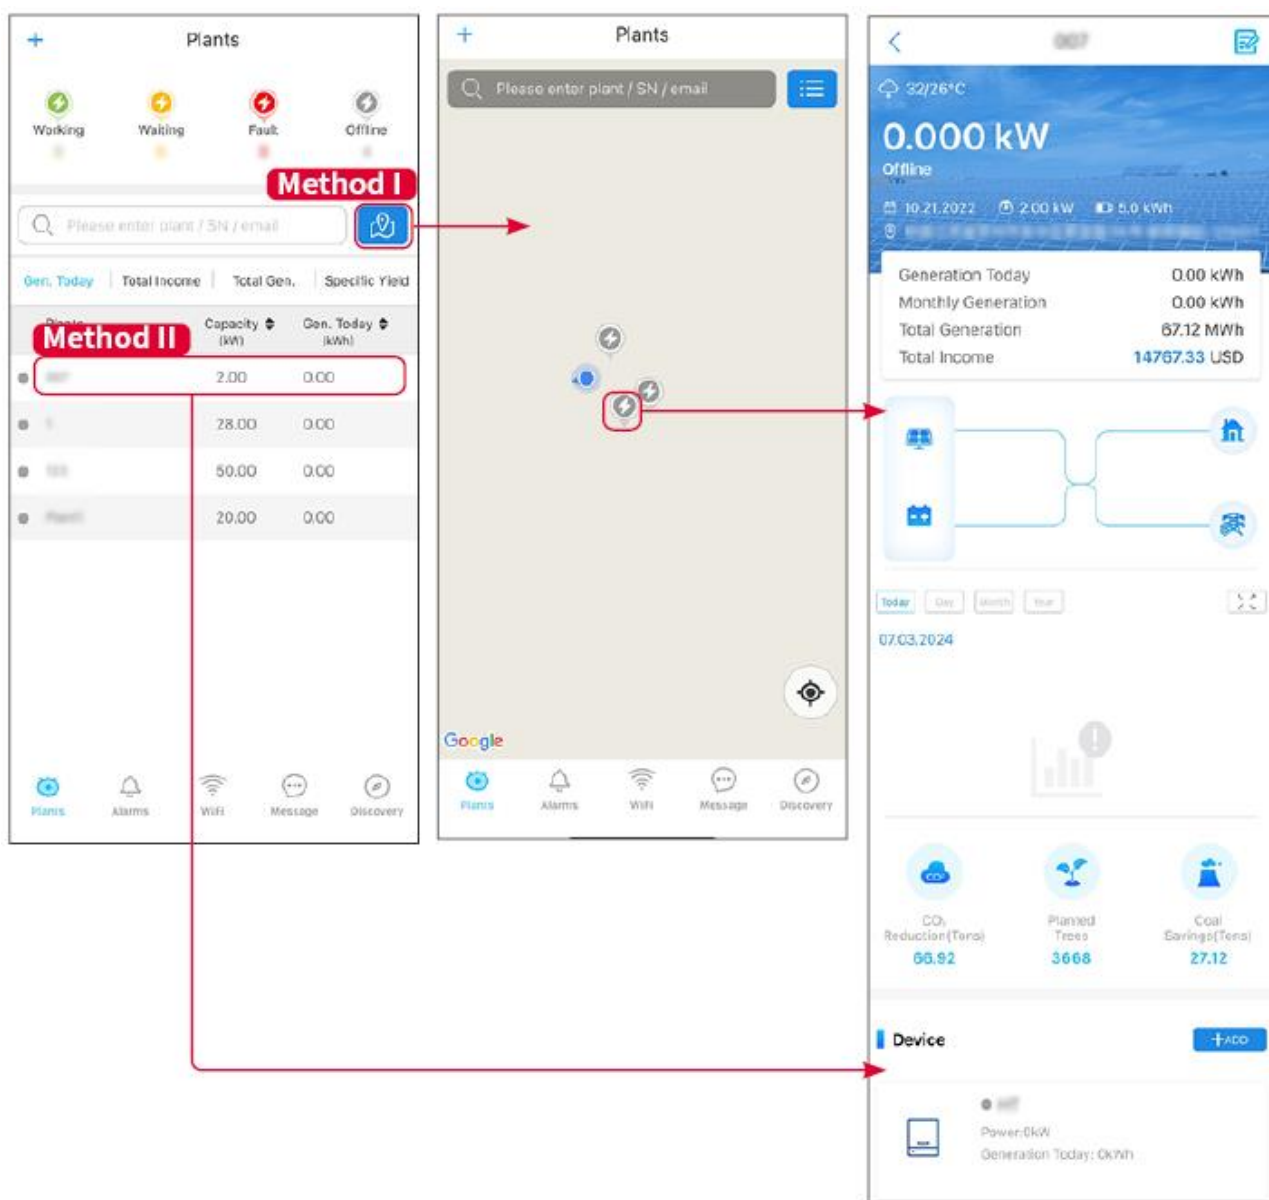 Plants
Working
Waiting
Fault
Offline
Method I
Please enter plant / SN / email
Gen. Today
Total Income
Total Gen.
Specific Yield
Plants
Capacity
(kW)
Gen. Today
(kWh)
Method II
2.00 0.00
28.00 0.00
50.00 0.00
20.00 0.00
Plants
Alarms
WiFi
Message
Discovery
Plants
Please enter plant / SN / email
Google
Plants
Alarms
WiFi
Message
Discovery
007
32/26°C
0.000 kW
Offline
10.21.2022 2.00 kW 5.0 kWh
Generation Today 0.00 kWh
Monthly Generation 0.00 kWh
Total Generation 67.12 MWh
Total Income 14767.33 USD
Today Day Month Year
07.03.2024
CO₂
Reduction(Tons)
66.92
Planted
Trees
3668
Coal
Savings(Tons)
27.12
Device
+ADD
Power:0kW
Generation Today: 0kWh